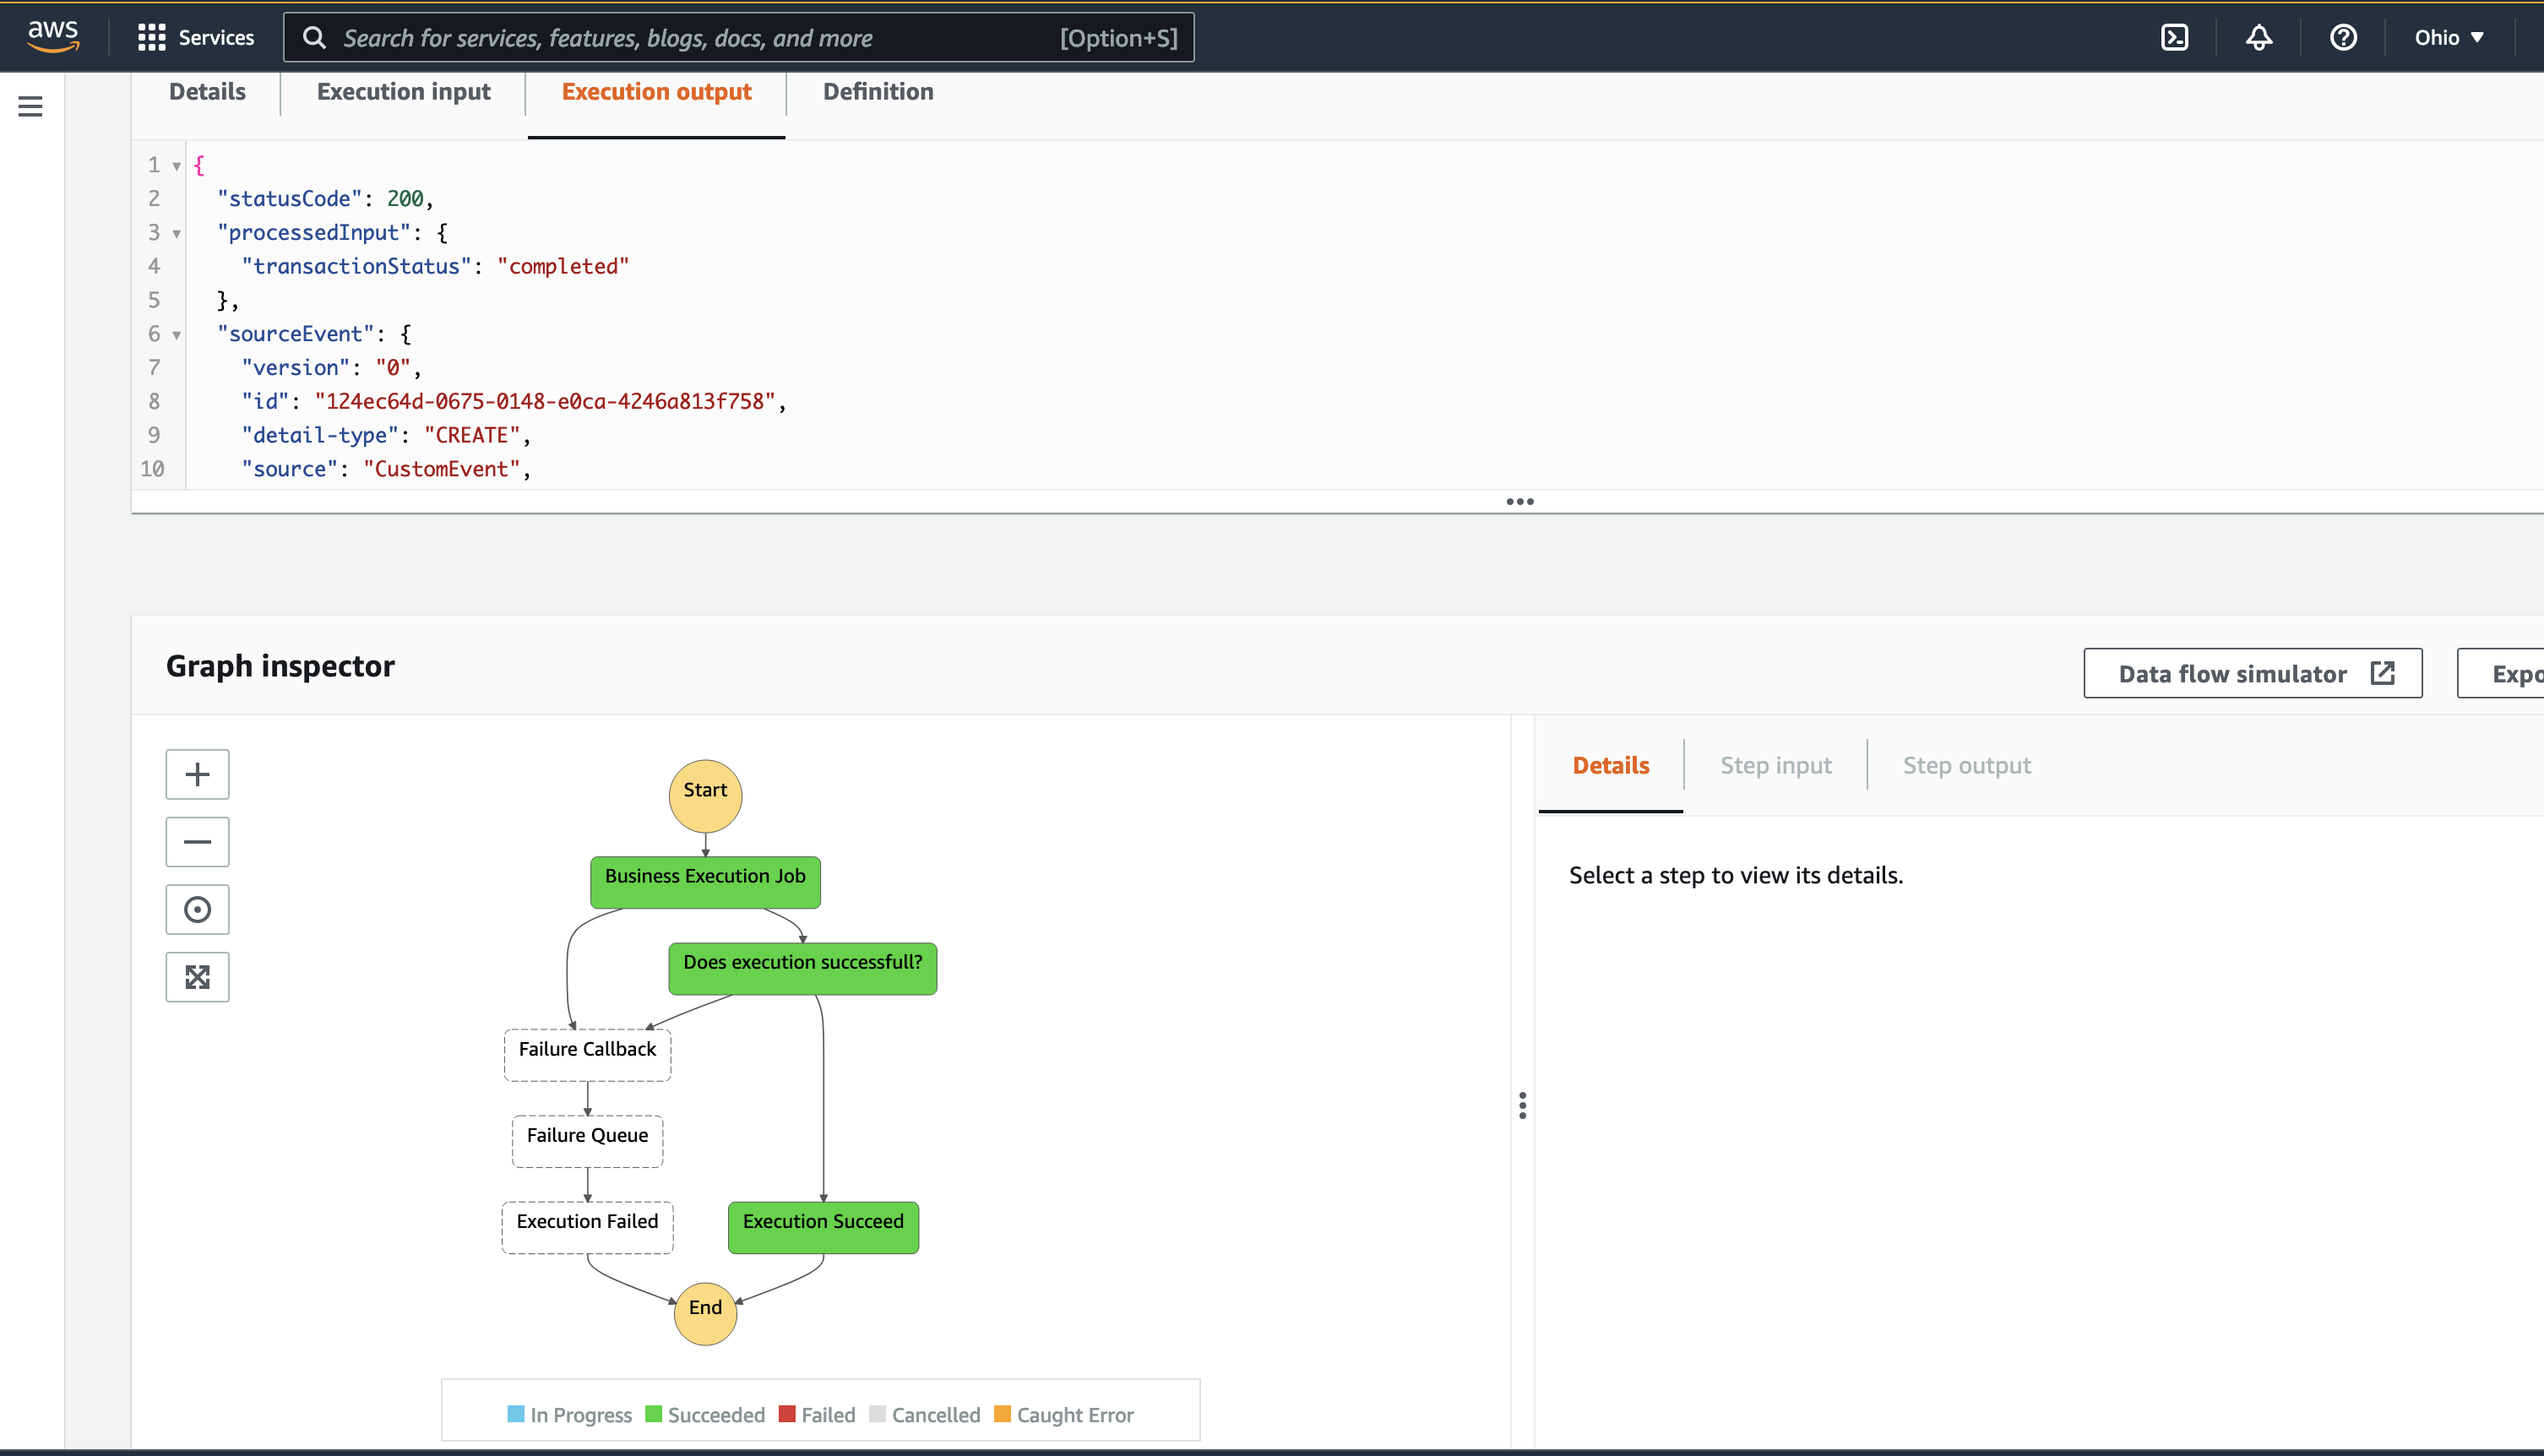 aws
Services
Search for services, features, blogs, docs, and more
[Option+S]
Ohio
Details
Execution input
Execution output
Definition
1 {
2 "statusCode": 200,
3 "processedInput": {
4 "transactionStatus": "completed"
5 },
6 "sourceEvent": {
7 "version": "0",
8 "id": "124ec64d-0675-0148-e0ca-4246a813f758",
9 "detail-type": "CREATE",
10 "source": "CustomEvent",
Graph inspector
Data flow simulator
Expo
Details
Step input
Step output
Select a step to view its details.
Start
Business Execution Job
Does execution successfull?
Failure Callback
Failure Queue
Execution Failed
Execution Succeed
End
In Progress
Succeeded
Failed
Cancelled
Caught Error